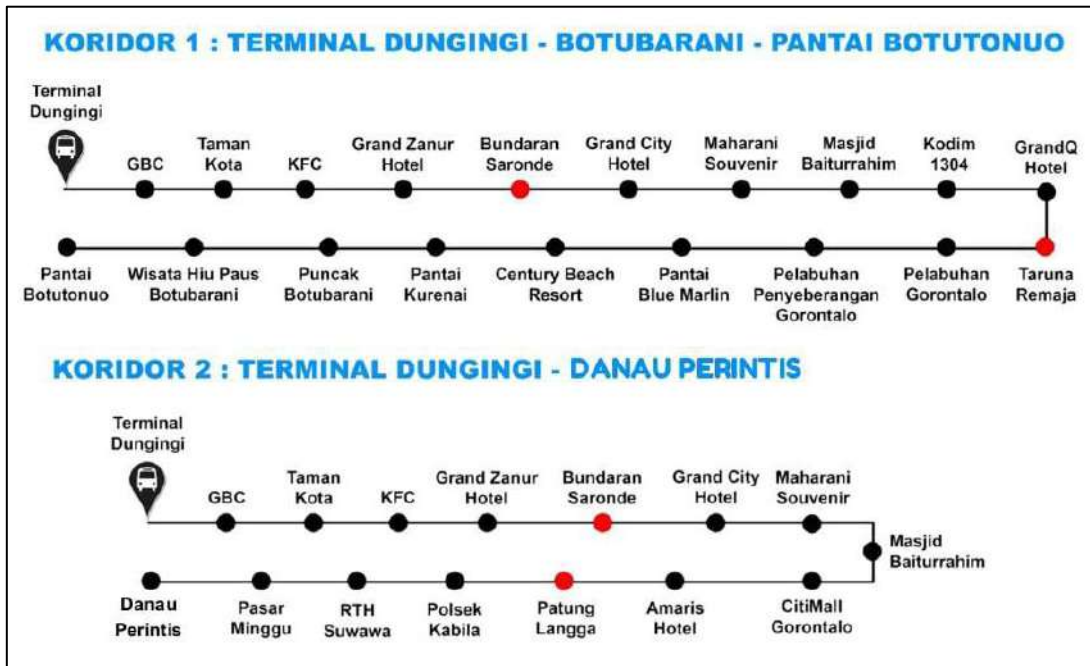 KORIDOR 1 : TERMINAL DUNGINGI - BOTUBARANI - PANTAI BOTUTONUO
Terminal
Dungingi
GBC
Taman
Kota
KFC
Grand Zanur
Hotel
Bundaran
Saronde
Grand City
Hotel
Maharani
Souvenir
Masjid
Baiturrahim
Kodim
1304
GrandQ
Hotel
Pantai
Botutonuo
Wisata Hiu Paus
Botubarani
Puncak
Botubarani
Pantai
Kurenai
Century Beach
Resort
Pantai
Blue Marlin
Pelabuhan
Penyeberangan
Gorontalo
Pelabuhan
Gorontalo
Taruna
Remaja
KORIDOR 2 : TERMINAL DUNGINGI - DANAU PERINTIS
Terminal
Dungingi
GBC
Taman
Kota
KFC
Grand Zanur
Hotel
Bundaran
Saronde
Grand City
Hotel
Maharani
Souvenir
Masjid
Baiturrahim
Danau
Perintis
Pasar
Minggu
RTH
Suwawa
Polsek
Kabila
Patung
Langga
Amaris
Hotel
CitiMall
Gorontalo